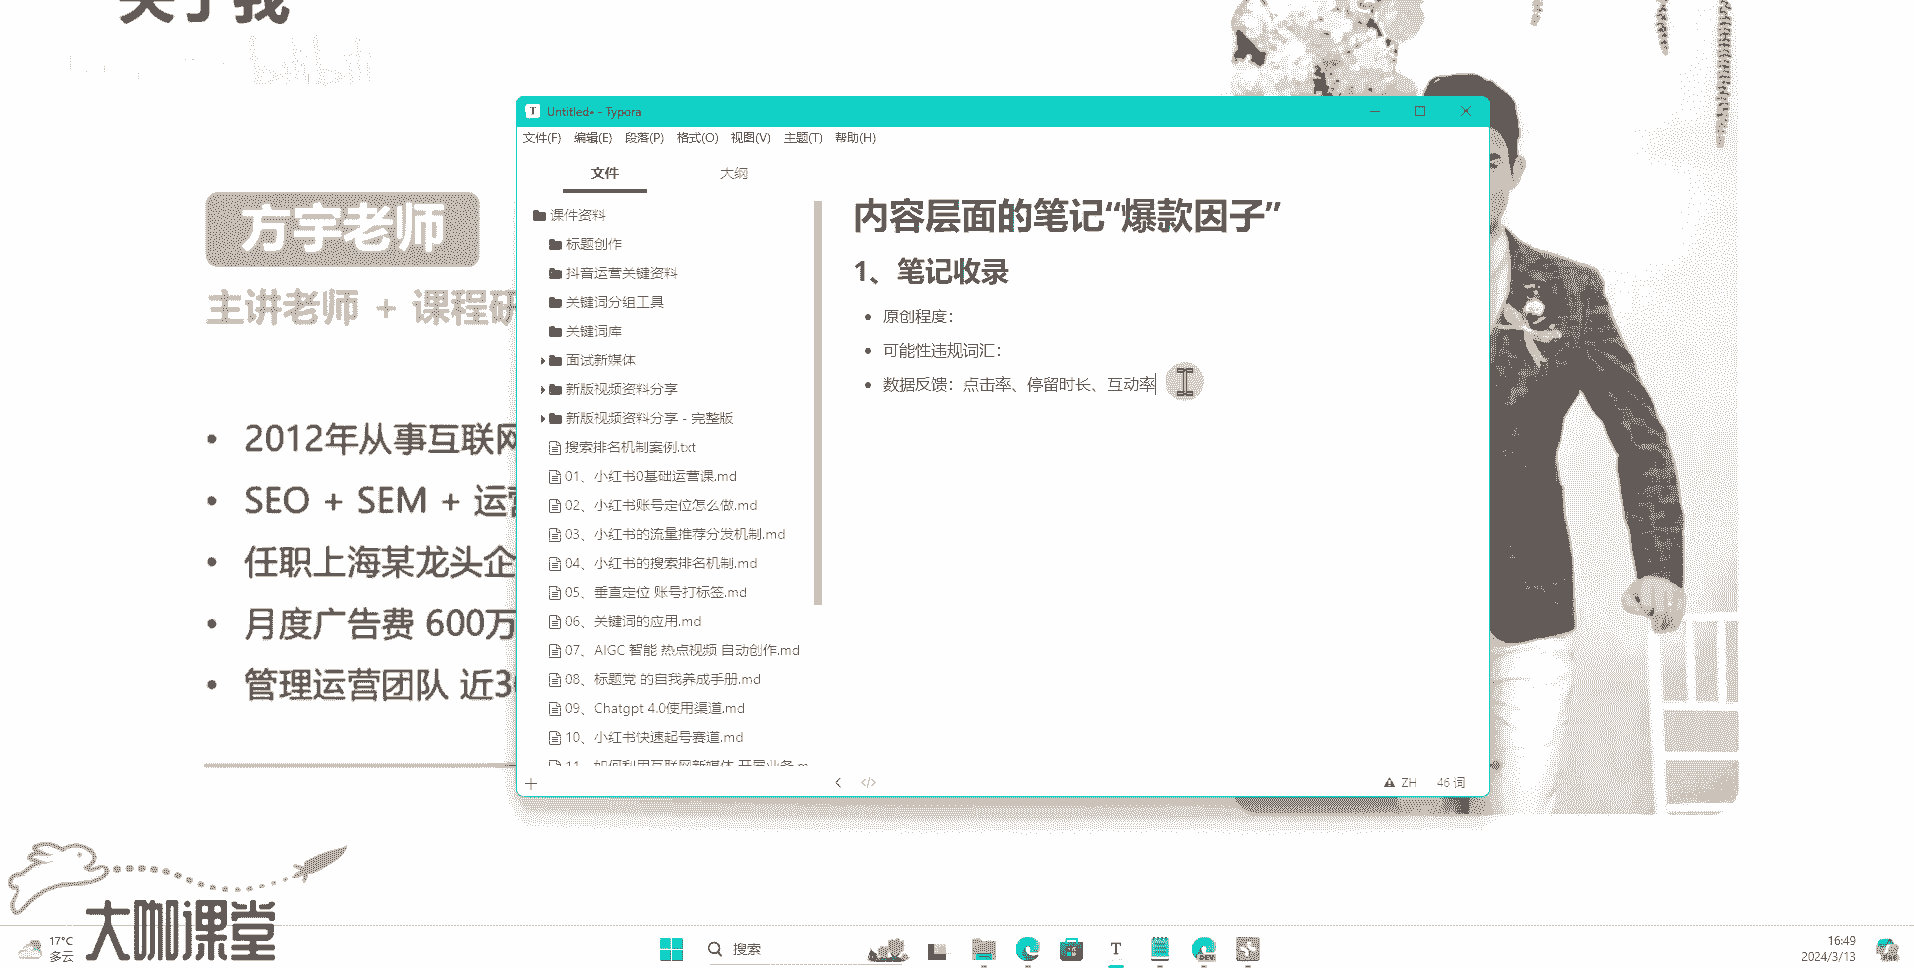 关于我
bilibili
方宇老师
主讲老师 + 课程研
• 2012年从事互联网
• SEO + SEM + 运营
• 任职上海某龙头企
• 月度广告费 600万
• 管理运营团队 近3
Untitled• - Typora
文件(F) 编辑(E) 段落(P) 格式(O) 视图(V) 主题(T) 帮助(H)
文件 大纲
课件资料
标题创作
抖音运营关键资料
关键词分组工具
关键词库
面试新媒体
新版视频资料分享
新版视频资料分享 - 完整版
搜索排名机制案例.txt
01、小红书0基础运营课.md
02、小红书账号定位怎么做.md
03、小红书的流量推荐分发机制.md
04、小红书的搜索排名机制.md
05、垂直定位 账号打标签.md
06、关键词的应用.md
07、AIGC 智能 热点视频 自动创作.md
08、标题党 的自我养成手册.md
09、Chatgpt 4.0使用渠道.md
10、小红书快速起号赛道.md
11、如何利用互联网新媒体 开展业务.m
内容层面的笔记“爆款因子”
1、笔记收录
• 原创程度：
• 可能性违规词汇：
• 数据反馈：点击率、停留时长、互动率
ZH 46 词
大咖课堂
17°C
多云
搜索
16:49
2024/3/13